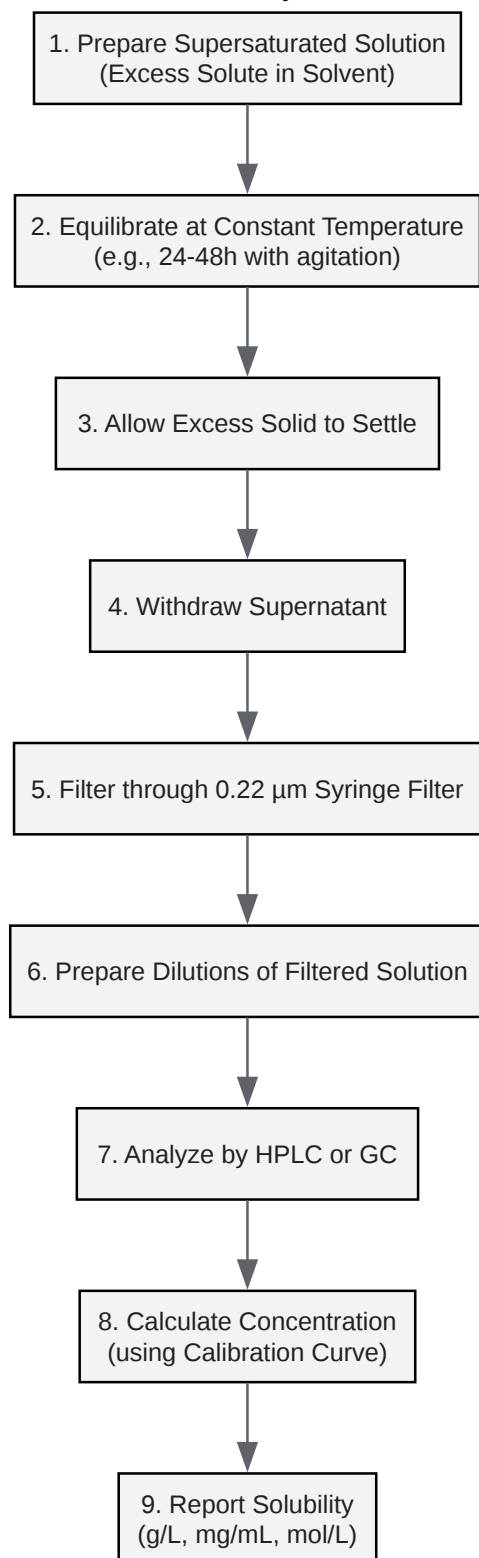 1. Prepare Supersaturated Solution
(Excess Solute in Solvent)
2. Equilibrate at Constant Temperature
(e.g., 24-48h with agitation)
3. Allow Excess Solid to Settle
4. Withdraw Supernatant
5. Filter through 0.22 µm Syringe Filter
6. Prepare Dilutions of Filtered Solution
7. Analyze by HPLC or GC
8. Calculate Concentration
(using Calibration Curve)
9. Report Solubility
(g/L, mg/mL, mol/L)